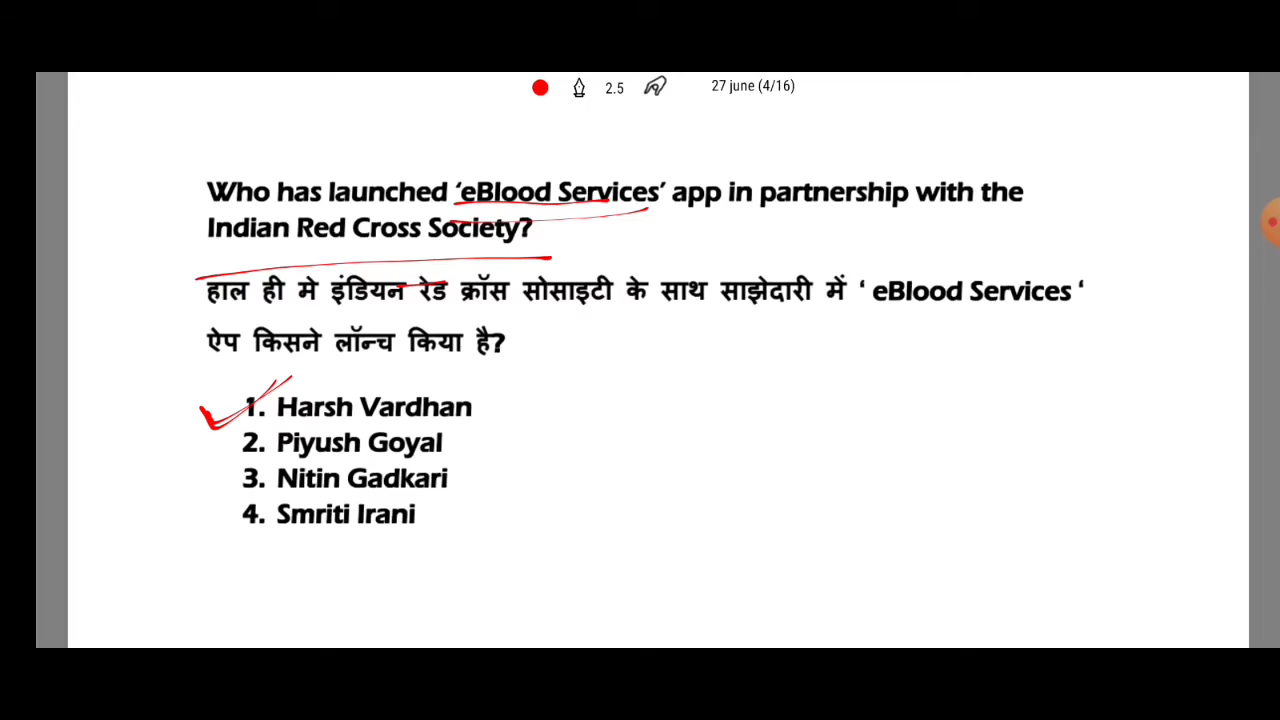 2.5 27 june (4/16)
Who has launched ‘eBlood Services’ app in partnership with the
Indian Red Cross Society?
हाल ही मे इंडियन रेड क्रॉस सोसाइटी के साथ साझेदारी में ‘ eBlood Services ‘
ऐप किसने लॉन्च किया है?
1. Harsh Vardhan
2. Piyush Goyal
3. Nitin Gadkari
4. Smriti Irani